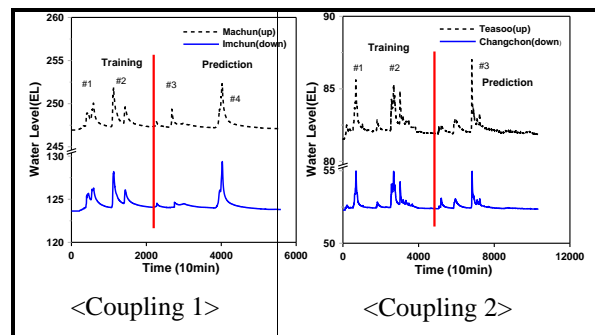 Machun(up)
Imchun(down)
Training
Prediction
#1
#2
#3
#4
Water Level(EL)
260
255
250
245
130
125
120
0
2000
4000
6000
Time (10min)
<Coupling 1>
Teasoo(up)
Changchon(down)
Training
Prediction
#1
#2
#3
Water Level(EL)
90
85
80
55
50
0
4000
8000
12000
Time (10min)
<Coupling 2>